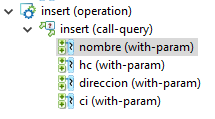 insert (operation)
insert (call-query)
nombre (with-param)
hc (with-param)
direccion (with-param)
ci (with-param)